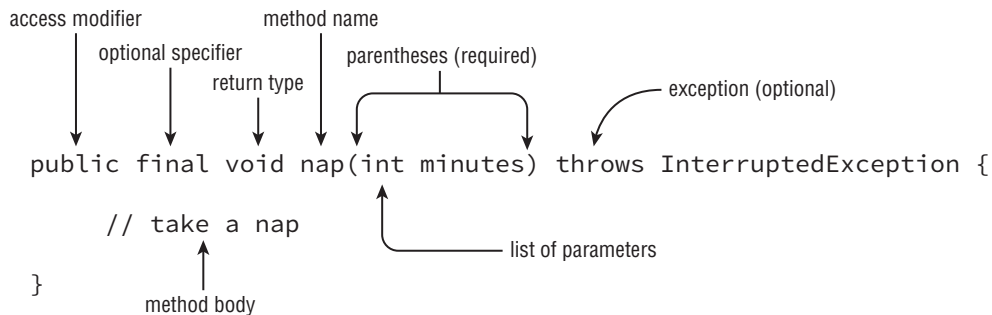 access modifier
method name
optional specifier
parentheses (required)
return type
exception (optional)
public final void nap(int minutes) throws InterruptedException {
// take a nap
list of parameters
}
method body